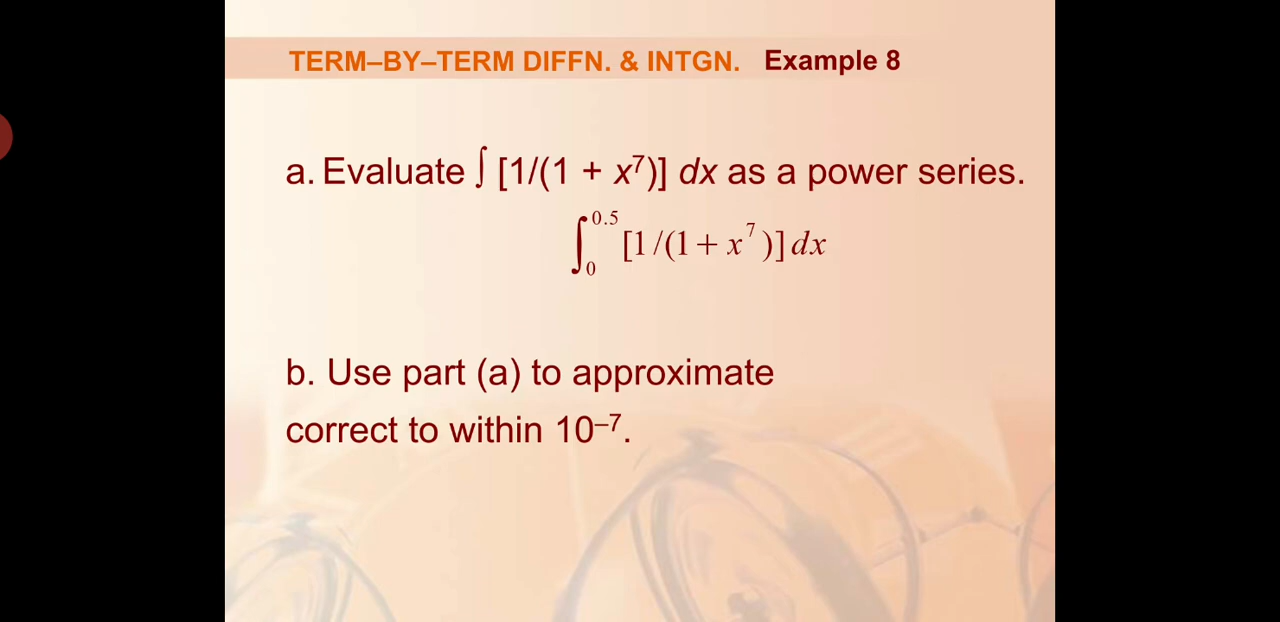 TERM–BY–TERM DIFFN. & INTGN. Example 8
a. Evaluate ∫ [1/(1 + x⁷)] dx as a power series.
∫₀^0.5 [1/(1+x⁷)] dx
b. Use part (a) to approximate
correct to within 10⁻⁷.